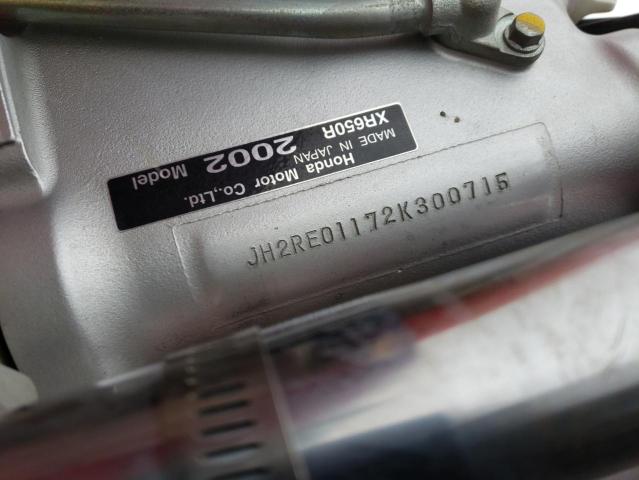 Honda Motor Co.,Ltd.
MADE IN JAPAN 2002 Model
XR650R
JH2RE01172K300715